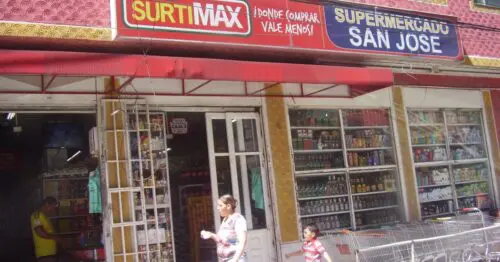 SURTIMAX
¡DONDE COMPRAR
VALE MENOS!
SUPERMERCADO
SAN JOSE